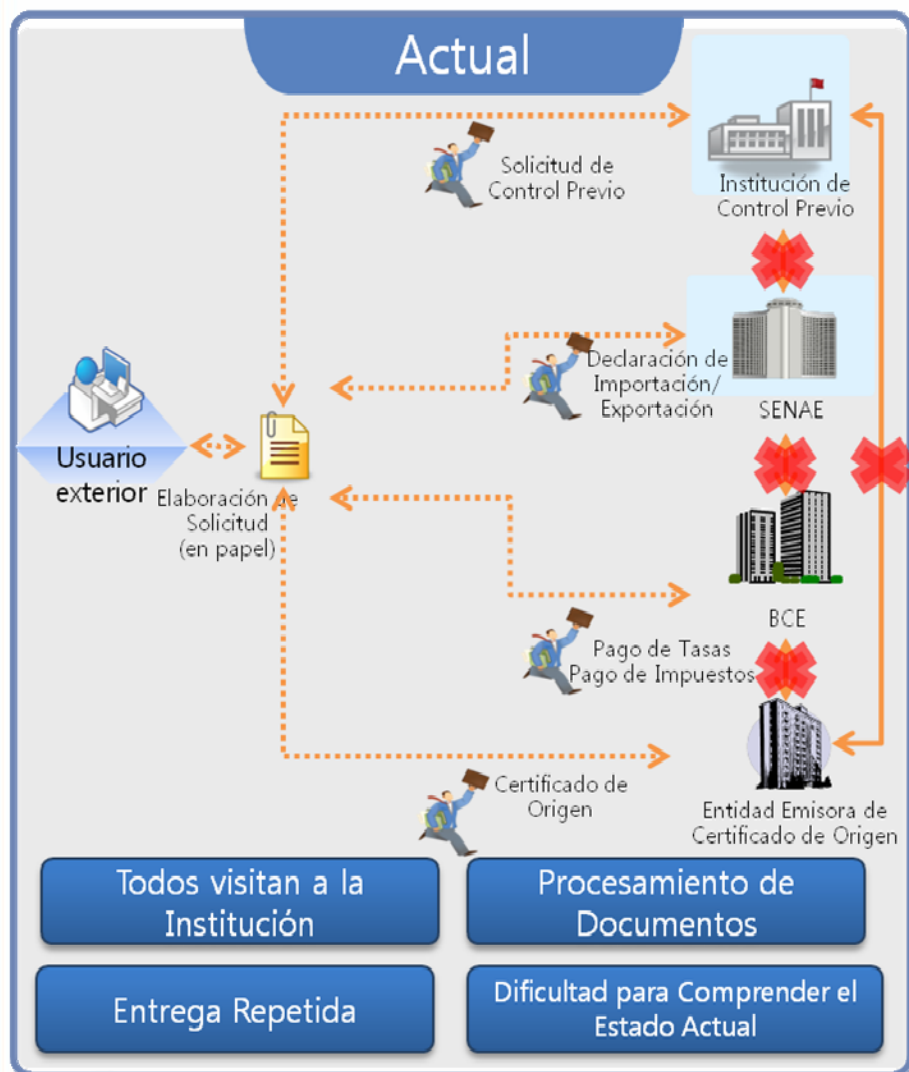 Actual
Solicitud de
Control Previo
Institución de
Control Previo
Declaración de
Importación/
Exportación
SENAE
Usuario
exterior
Elaboración de
Solicitud
(en papel)
BCE
Pago de Tasas
Pago de Impuestos
Certificado de
Origen
Entidad Emisora de
Certificado de Origen
Todos visitan a la
Institución
Procesamiento de
Documentos
Entrega Repetida
Dificultad para Comprender el
Estado Actual